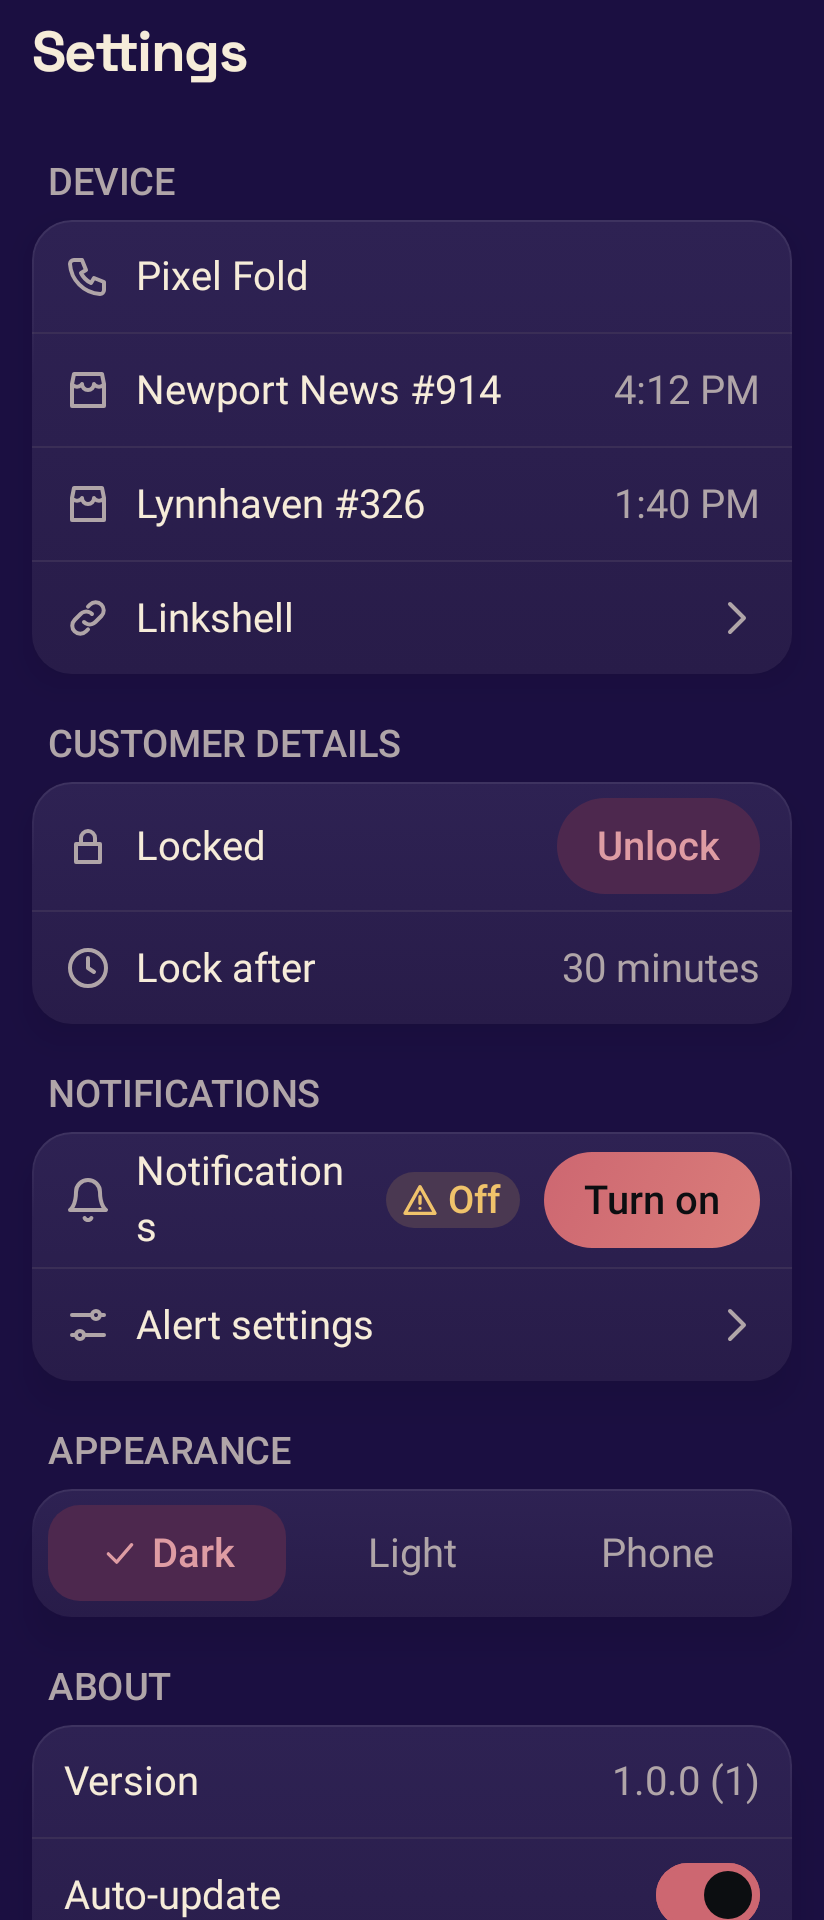 Settings
DEVICE
Pixel Fold
Newport News #914 4:12 PM
Lynnhaven #326 1:40 PM
Linkshell
CUSTOMER DETAILS
Locked Unlock
Lock after 30 minutes
NOTIFICATIONS
Notification
s Off Turn on
Alert settings
APPEARANCE
Dark Light Phone
ABOUT
Version 1.0.0 (1)
Auto-update